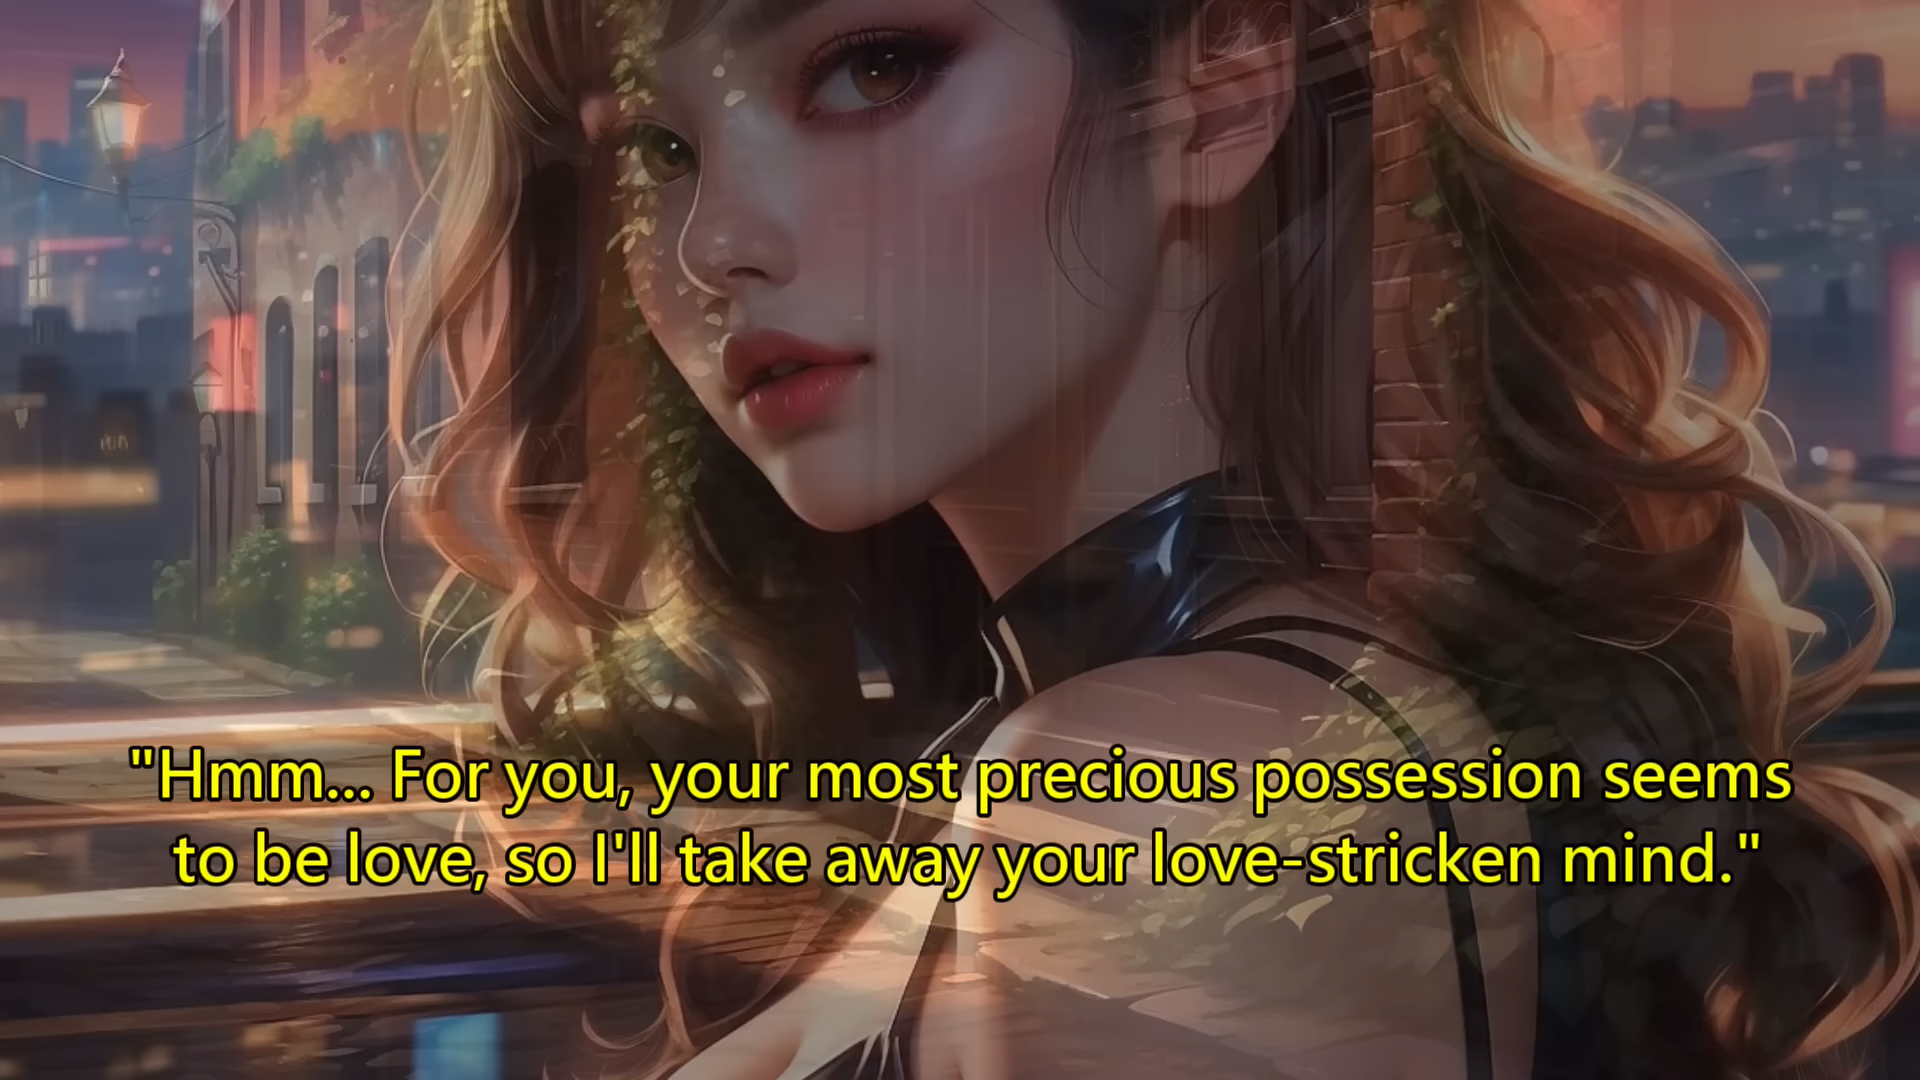 "Hmm... For you, your most precious possession seems
to be love, so I'll take away your love-stricken mind."